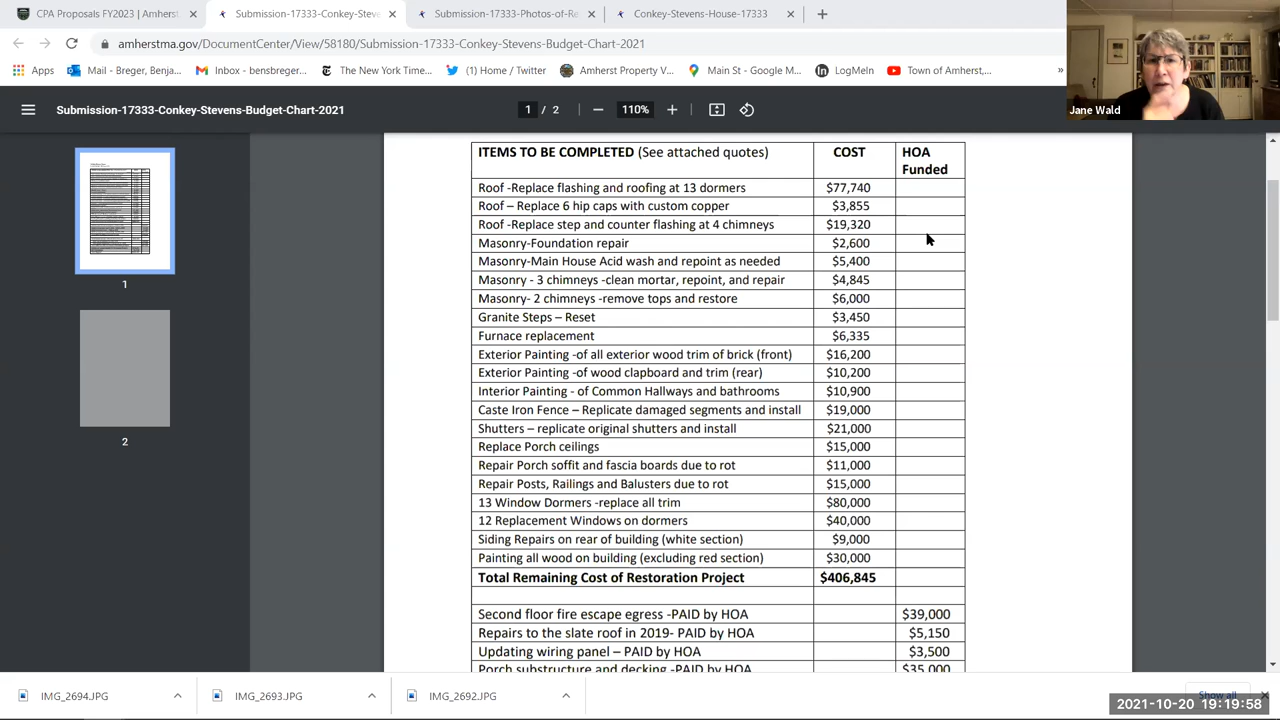 CPA Proposals FY2023 | Amherst
Submission-17333-Conkey-Steve
Submission-17333-Photos-of-Re
Conkey-Stevens-House-17333
amherstma.gov/DocumentCenter/View/58180/Submission-17333-Conkey-Stevens-Budget-Chart-2021
Apps
Mail - Breger, Benja...
Inbox - bensbreger...
The New York Time...
() Home / Twitter
Amherst Property V...
Main St - Google M...
LogMeIn
Town of Amherst,...
»
Submission-17333-Conkey-Stevens-Budget-Chart-2021
1 / 2
110%
Jane Wald
1
2
ITEMS TO BE COMPLETED (See attached quotes) COST HOA Funded
Roof -Replace flashing and roofing at 13 dormers $77,740
Roof – Replace 6 hip caps with custom copper $3,855
Roof -Replace step and counter flashing at 4 chimneys $19,320
Masonry-Foundation repair $2,600
Masonry-Main House Acid wash and repoint as needed $5,400
Masonry - 3 chimneys -clean mortar, repoint, and repair $4,845
Masonry- 2 chimneys -remove tops and restore $6,000
Granite Steps – Reset $3,450
Furnace replacement $6,335
Exterior Painting -of all exterior wood trim of brick (front) $16,200
Exterior Painting -of wood clapboard and trim (rear) $10,200
Interior Painting - of Common Hallways and bathrooms $10,900
Caste Iron Fence – Replicate damaged segments and install $19,000
Shutters – replicate original shutters and install $21,000
Replace Porch ceilings $15,000
Repair Porch soffit and fascia boards due to rot $11,000
Repair Posts, Railings and Balusters due to rot $15,000
13 Window Dormers -replace all trim $80,000
12 Replacement Windows on dormers $40,000
Siding Repairs on rear of building (white section) $9,000
Painting all wood on building (excluding red section) $30,000
Total Remaining Cost of Restoration Project $406,845
Second floor fire escape egress -PAID by HOA $39,000
Repairs to the slate roof in 2019- PAID by HOA $5,150
Updating wiring panel – PAID by HOA $3,500
Porch substructure and decking -PAID by HOA $35,000
IMG_2694.JPG
IMG_2693.JPG
IMG_2692.JPG
Show all
2021-10-20 19:19:58